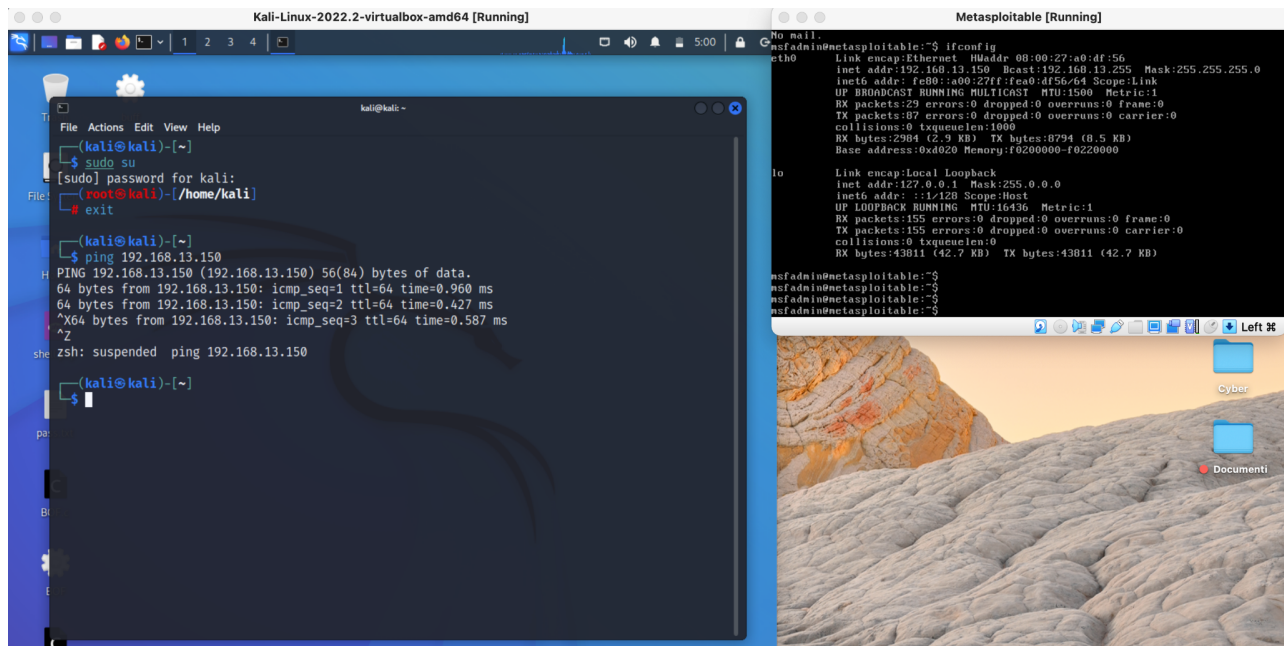 Kali-Linux-2022.2-virtualbox-amd64 [Running]
1 2 3 4
5:00
kali@kali: ~
File Actions Edit View Help
┌──(kali㉿kali)-[~]
└─$ sudo su
[sudo] password for kali:
┌──(root㉿kali)-[/home/kali]
└─# exit
┌──(kali㉿kali)-[~]
└─$ ping 192.168.13.150
PING 192.168.13.150 (192.168.13.150) 56(84) bytes of data.
64 bytes from 192.168.13.150: icmp_seq=1 ttl=64 time=0.960 ms
64 bytes from 192.168.13.150: icmp_seq=2 ttl=64 time=0.427 ms
^X64 bytes from 192.168.13.150: icmp_seq=3 ttl=64 time=0.587 ms
^Z
zsh: suspended ping 192.168.13.150
┌──(kali㉿kali)-[~]
└─$
Metasploitable [Running]
No mail.
msfadmin@metasploitable:~$ ifconfig
eth0 Link encap:Ethernet HWaddr 08:00:27:a0:df:56
inet addr:192.168.13.150 Bcast:192.168.13.255 Mask:255.255.255.0
inet6 addr: fe80::a00:27ff:fea0:df56/64 Scope:Link
UP BROADCAST RUNNING MULTICAST MTU:1500 Metric:1
RX packets:29 errors:0 dropped:0 overruns:0 frame:0
TX packets:87 errors:0 dropped:0 overruns:0 carrier:0
collisions:0 txqueuelen:1000
RX bytes:2984 (2.9 KB) TX bytes:8794 (8.5 KB)
Base address:0xd020 Memory:f0200000-f0220000
lo Link encap:Local Loopback
inet addr:127.0.0.1 Mask:255.0.0.0
inet6 addr: ::1/128 Scope:Host
UP LOOPBACK RUNNING MTU:16436 Metric:1
RX packets:155 errors:0 dropped:0 overruns:0 frame:0
TX packets:155 errors:0 dropped:0 overruns:0 carrier:0
collisions:0 txqueuelen:0
RX bytes:43811 (42.7 KB) TX bytes:43811 (42.7 KB)
msfadmin@metasploitable:~$
msfadmin@metasploitable:~$
msfadmin@metasploitable:~$
msfadmin@metasploitable:~$
Left ⌘
Cyber
Documenti